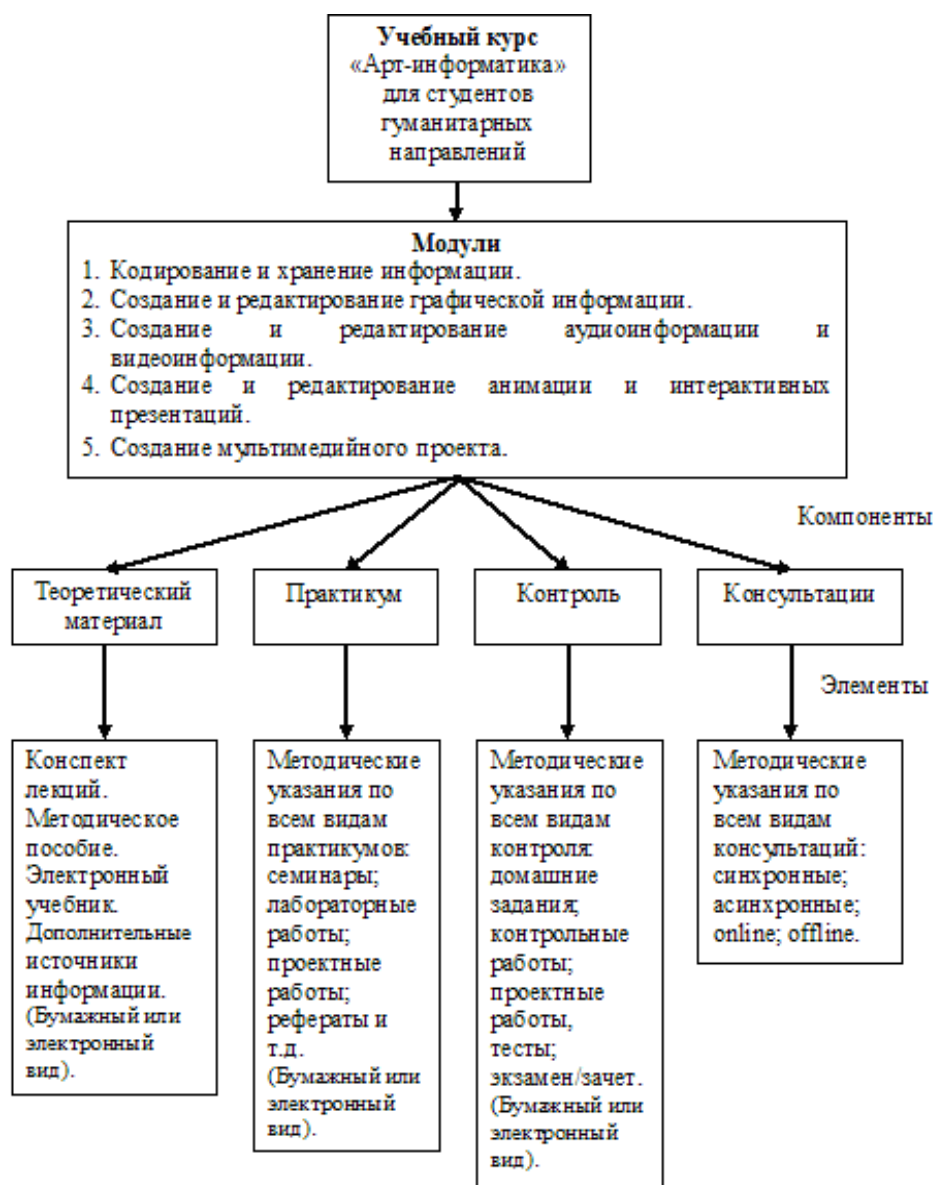 Учебный курс
«Арт-информатика»
для студентов
гуманитарных
направлений
Модули
1. Кодирование и хранение информации.
2. Создание и редактирование графической информации.
3. Создание и редактирование аудиоинформации и
видеоинформации.
4. Создание и редактирование анимации и интерактивных
презентаций.
5. Создание мультимедийного проекта.
Компоненты
Теоретический
материал
Практикум
Контроль
Консультации
Элементы
Конспект
лекций.
Методическое
пособие.
Электронный
учебник.
Дополнительные
источники
информации.
(Бумажный или
электронный
вид).
Методические
указания по
всем видам
практикумов:
семинары;
лабораторные
работы;
проектные
работы;
рефераты и
т.д.
(Бумажный или
электронный
вид).
Методические
указания по
всем видам
контроля:
домашние
задания;
контрольные
работы;
проектные
работы,
тесты;
экзамен/зачет.
(Бумажный или
электронный
вид).
Методические
указания по
всем видам
консультаций:
синхронные;
асинхронные;
online; offline.